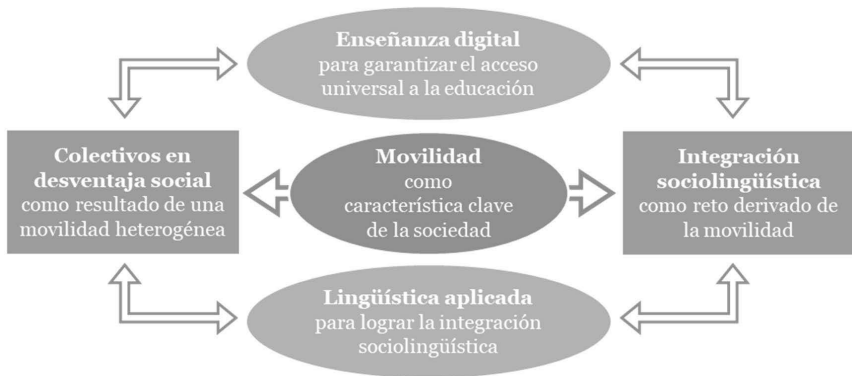 Enseñanza digital
para garantizar el acceso
universal a la educación
Colectivos en
desventaja social
como resultado de una
movilidad heterogénea
Movilidad
como
característica clave
de la sociedad
Integración
sociolingüística
como reto derivado de
la movilidad
Lingüística aplicada
para lograr la integración
sociolingüística